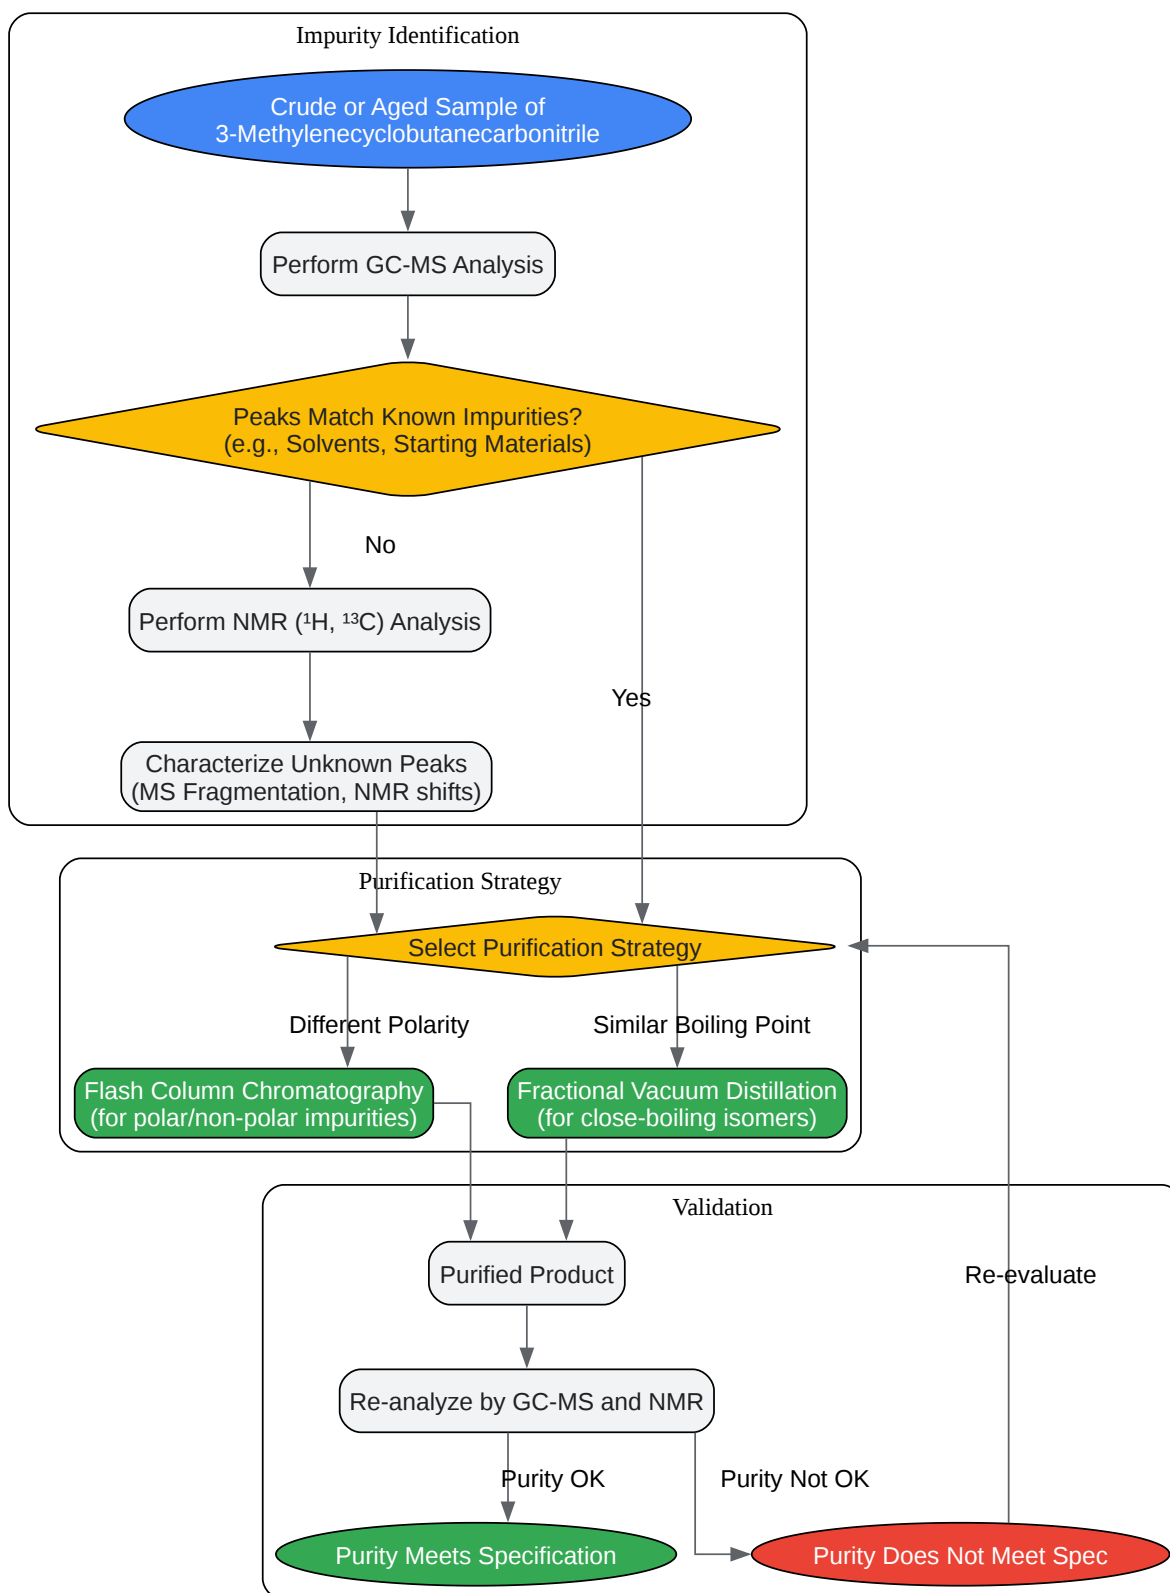 Impurity Identification
Crude or Aged Sample of
3-Methylenecyclobutanecarbonitrile
Perform GC-MS Analysis
Peaks Match Known Impurities?
(e.g., Solvents, Starting Materials)
No
Perform NMR (¹H, ¹³C) Analysis
Yes
Characterize Unknown Peaks
(MS Fragmentation, NMR shifts)
Purification Strategy
Select Purification Strategy
Different Polarity
Similar Boiling Point
Flash Column Chromatography
(for polar/non-polar impurities)
Fractional Vacuum Distillation
(for close-boiling isomers)
Validation
Purified Product
Re-evaluate
Re-analyze by GC-MS and NMR
Purity OK
Purity Not OK
Purity Meets Specification
Purity Does Not Meet Spec